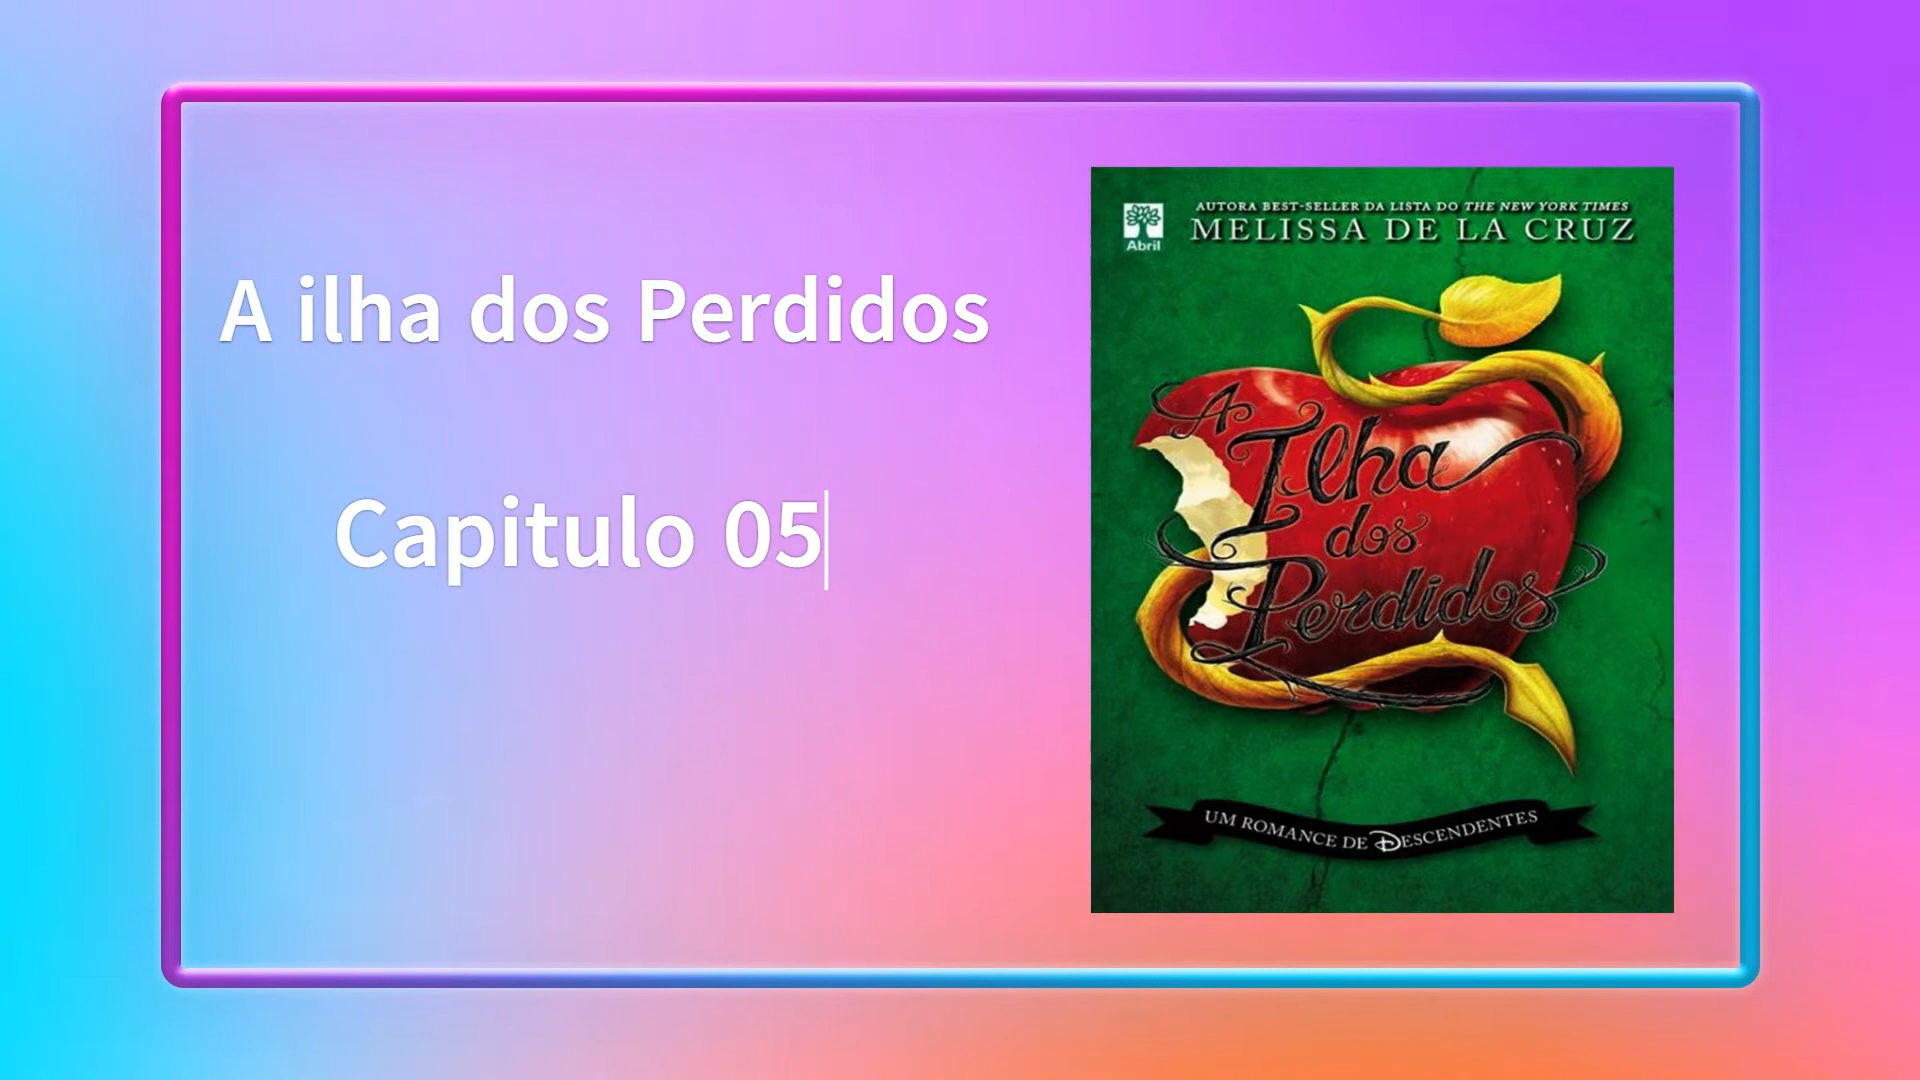 A ilha dos Perdidos
Capitulo 05
AUTORA BEST-SELLER DA LISTA DO THE NEW YORK TIMES
MELISSA DE LA CRUZ
Abril
A
Ilha
dos
Perdidos
UM ROMANCE DE DESCENDENTES